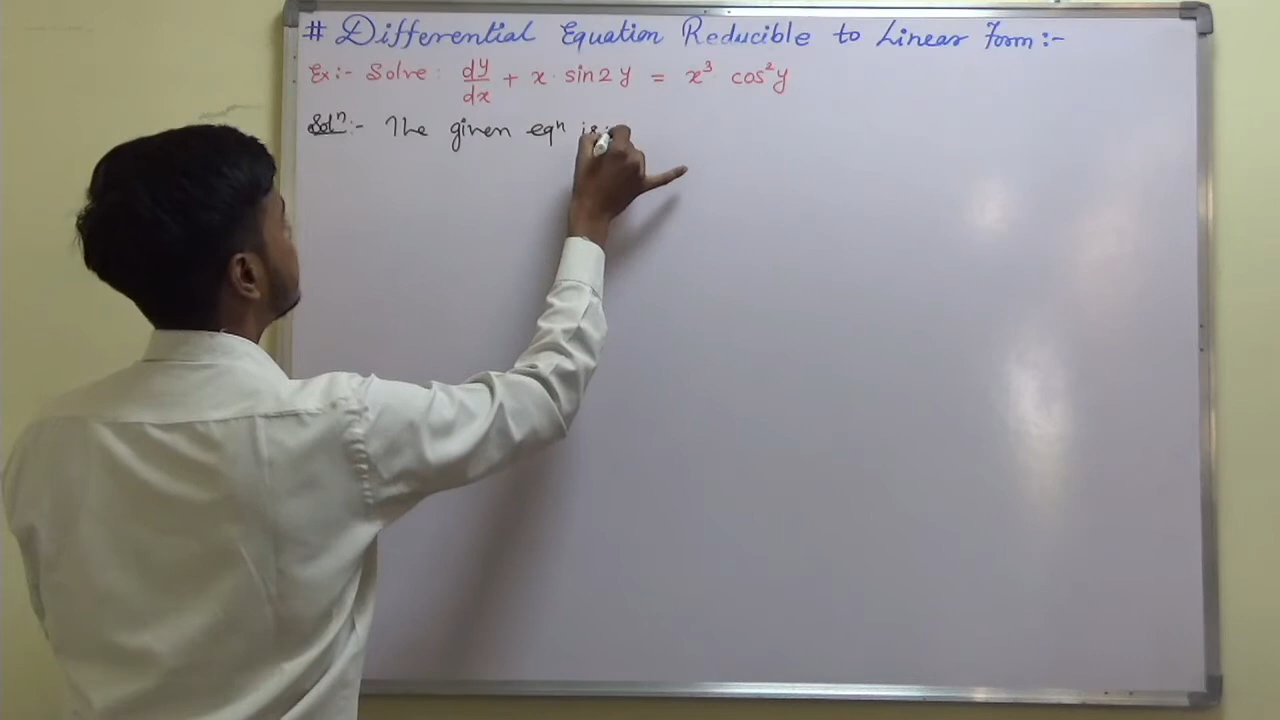 # Differential Equation Reducible to Linear Form:-
Ex:- Solve: dy/dx + x · sin2y = x³ · cos²y
Solⁿ:- The given eqⁿ is:-